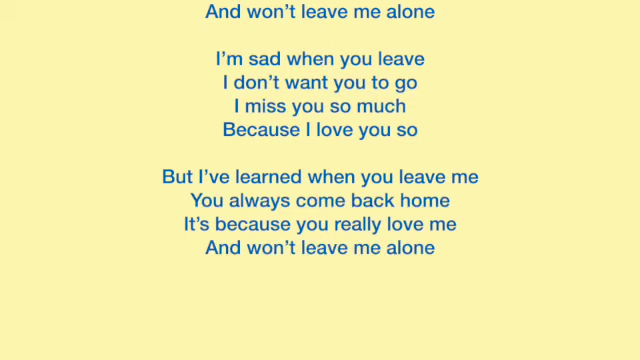 And won’t leave me alone
I’m sad when you leave
I don’t want you to go
I miss you so much
Because I love you so
But I’ve learned when you leave me
You always come back home
It’s because you really love me
And won’t leave me alone